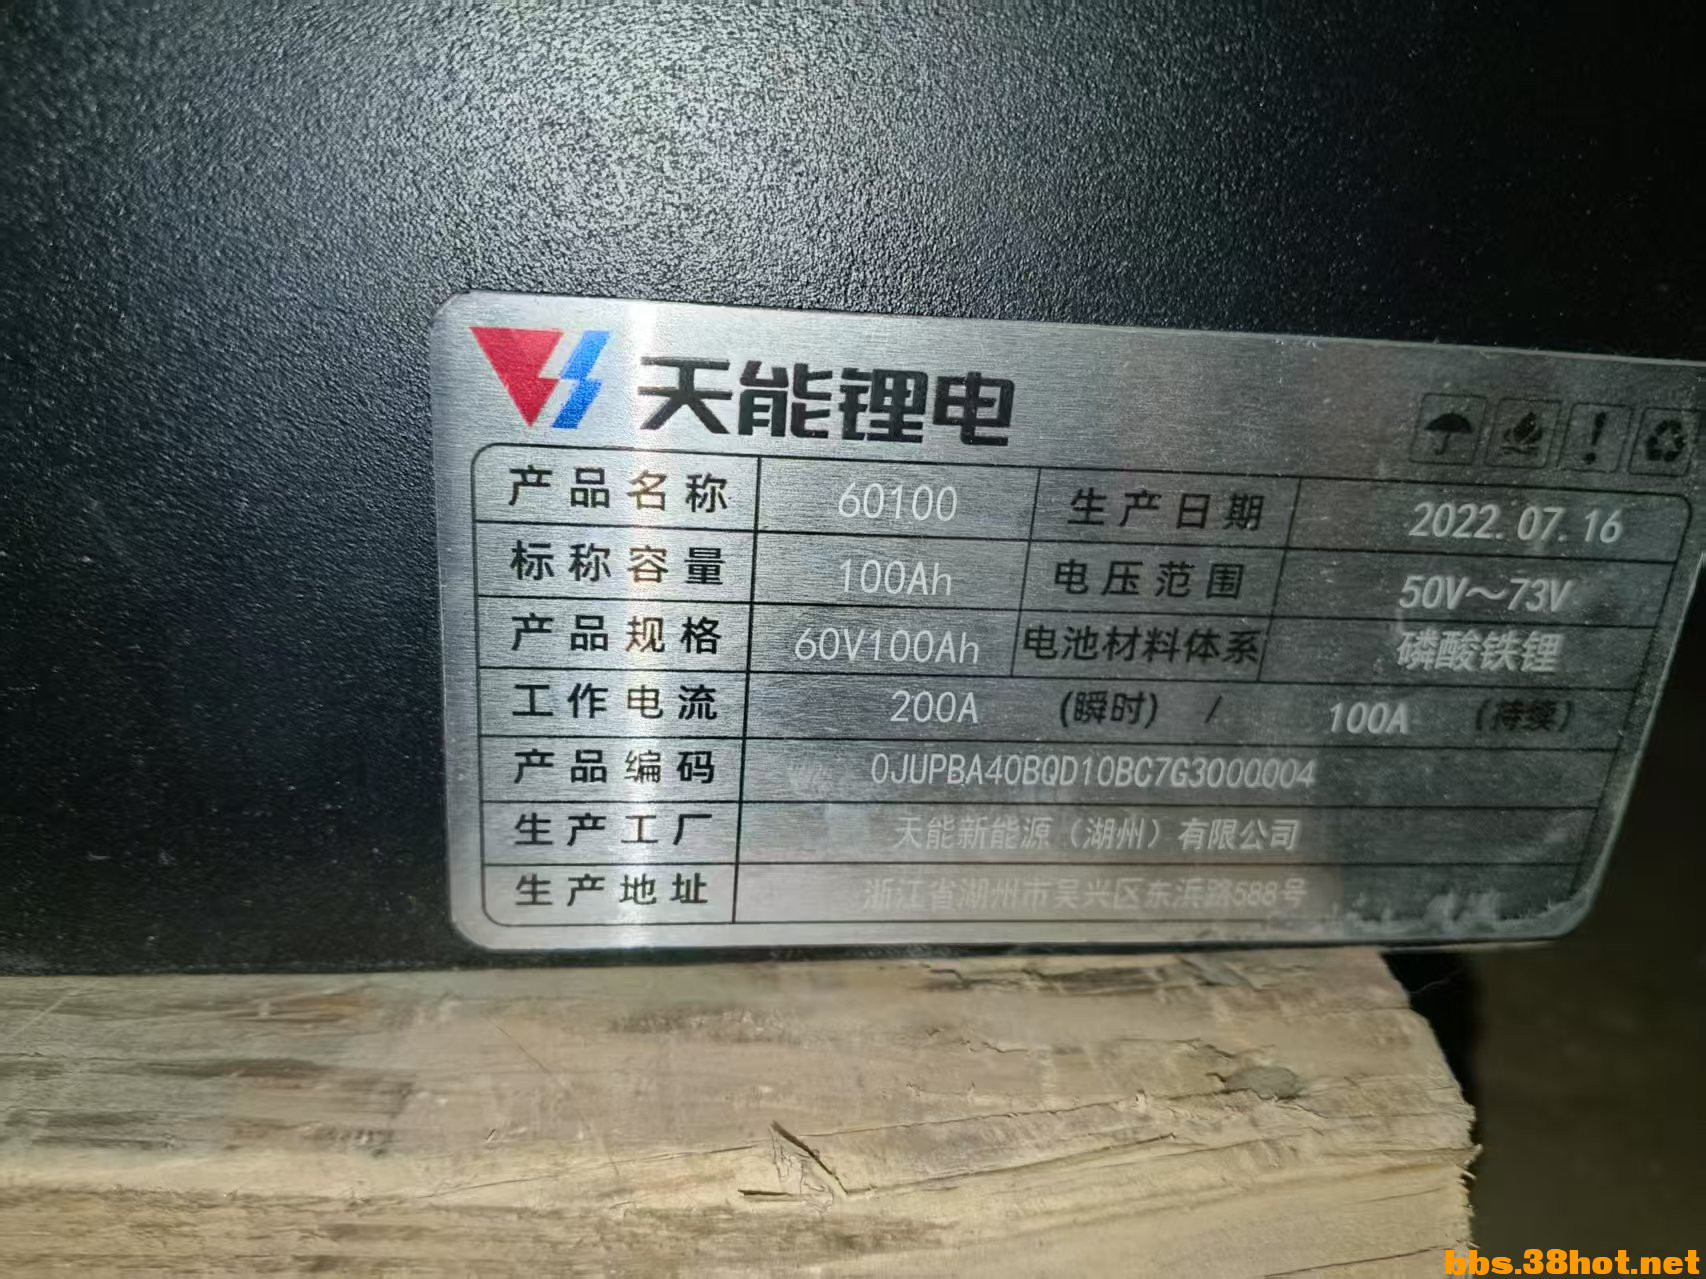 天能锂电
产品名称 60100 生产日期 2022.07.16
标称容量 100Ah 电压范围 50V～73V
产品规格 60V100Ah 电池材料体系 磷酸铁锂
工作电流 200A (瞬时) / 100A (持续)
产品编码 0JUPBA40BQD10BC7G3000004
生产工厂 天能新能源（湖州）有限公司
生产地址 浙江省湖州市吴兴区东浜路588号
bbs.38hot.net